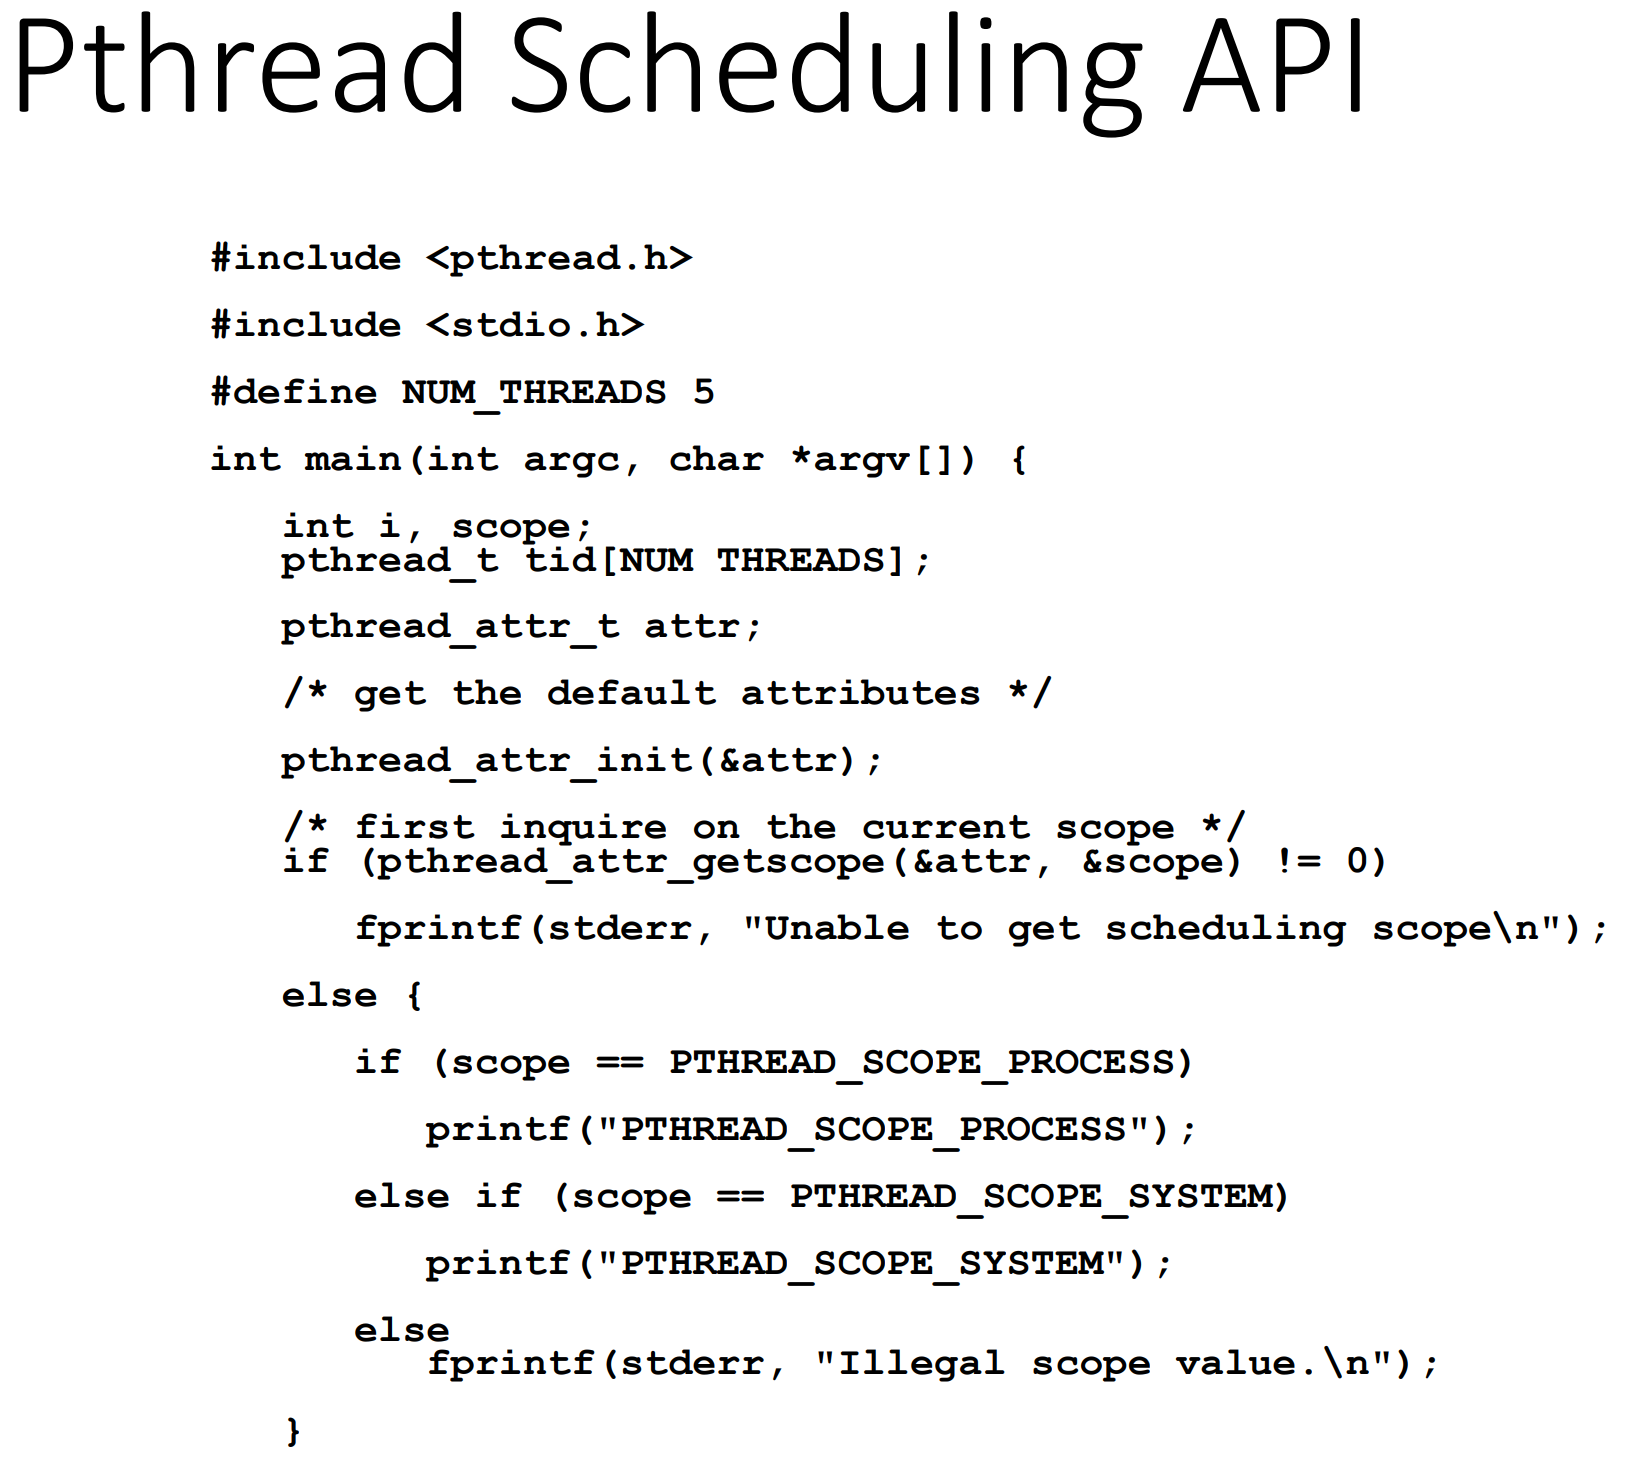 Pthread Scheduling API
#include <pthread.h>
#include <stdio.h>
#define NUM_THREADS 5
int main(int argc, char *argv[]) {
int i, scope;
pthread_t tid[NUM THREADS];
pthread_attr_t attr;
/* get the default attributes */
pthread_attr_init(&attr);
/* first inquire on the current scope */
if (pthread_attr_getscope(&attr, &scope) != 0)
fprintf(stderr, "Unable to get scheduling scope\n");
else {
if (scope == PTHREAD_SCOPE_PROCESS)
printf("PTHREAD_SCOPE_PROCESS");
else if (scope == PTHREAD_SCOPE_SYSTEM)
printf("PTHREAD_SCOPE_SYSTEM");
else
fprintf(stderr, "Illegal scope value.\n");
}